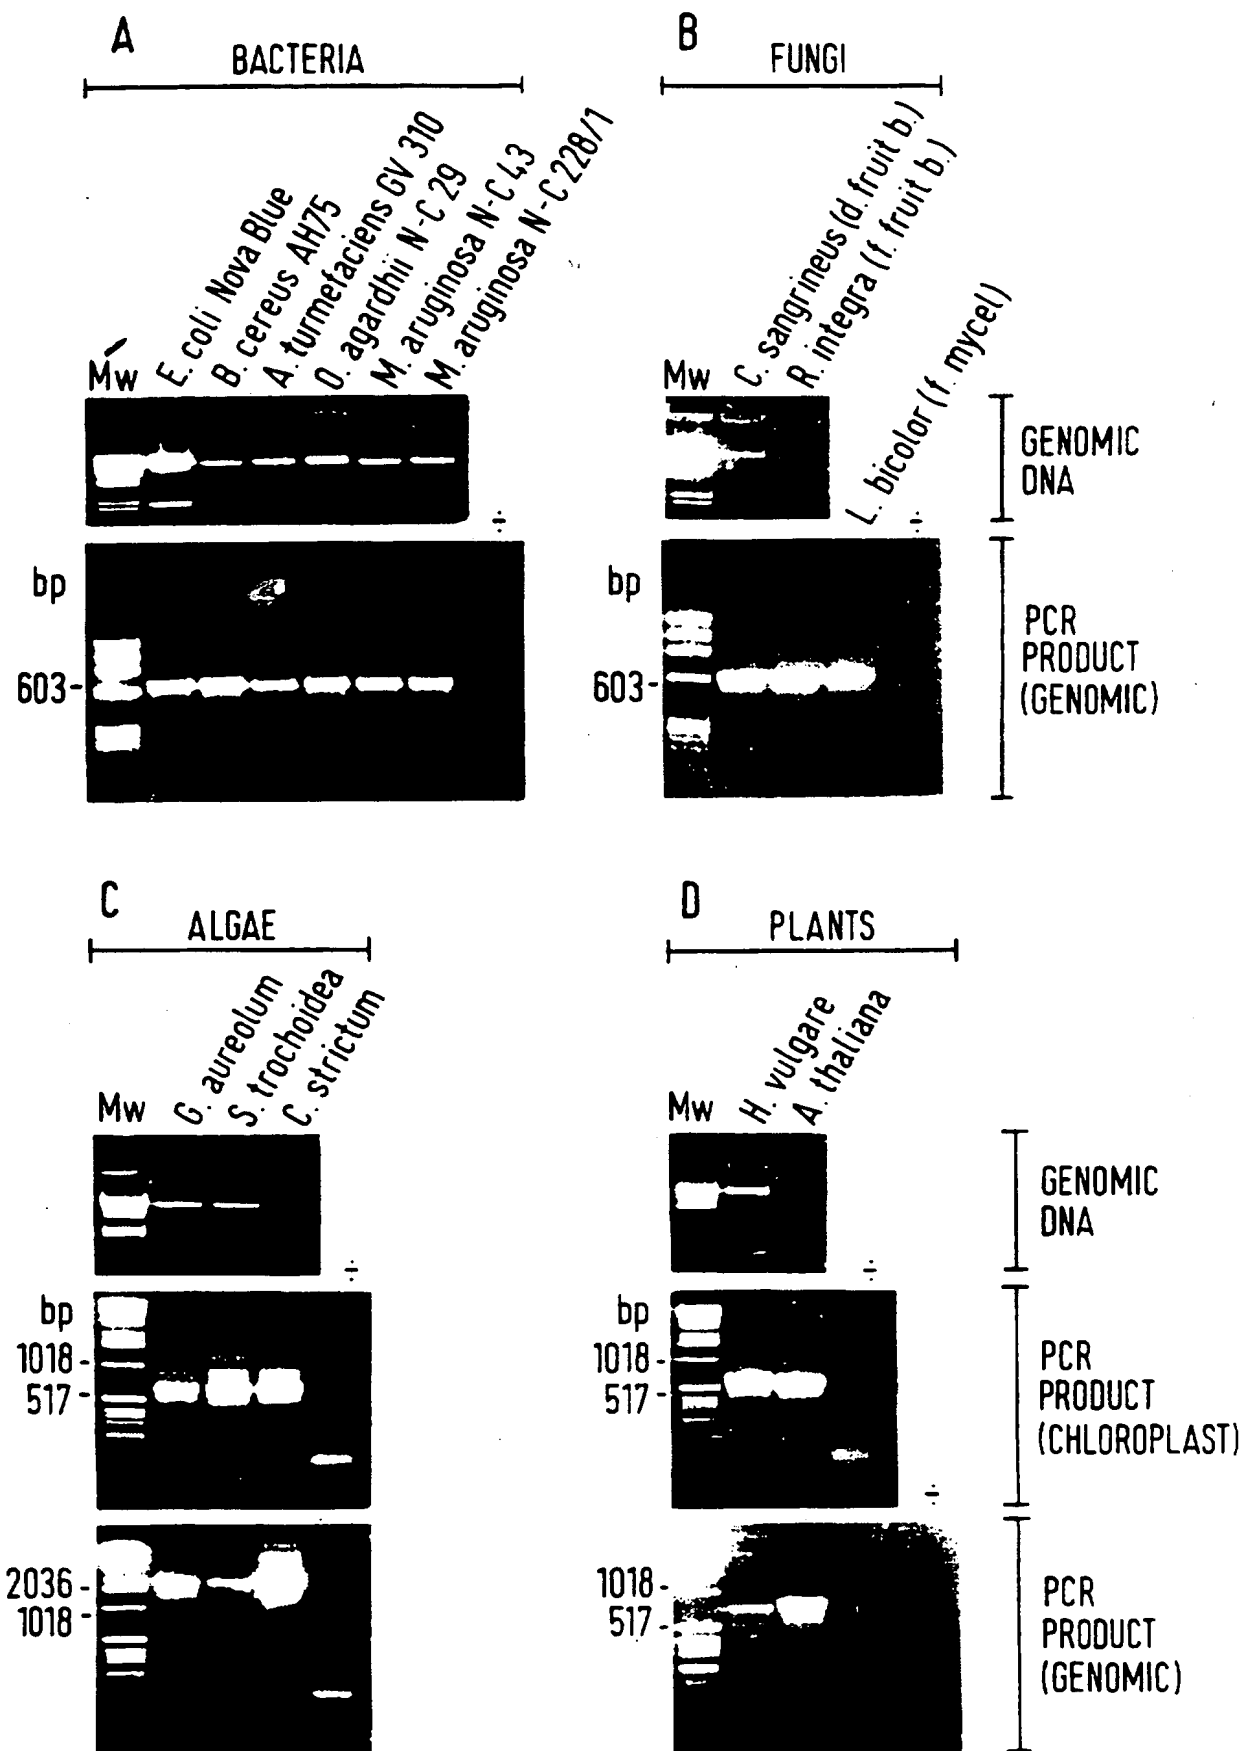 A
BACTERIA
E. coli Nova Blue
B. cereus AH75
A. turmefaciens GV 310
O. agardhii N-C 29
M. aruginosa N-C 43
M. aruginosa N-C 228/1
Mw
÷
bp
603-
B
FUNGI
C. sangrineus (d. fruit b.)
R. integra (f. fruit b.)
L. bicolor (f. mycel)
Mw
÷
bp
603-
GENOMIC
DNA
PCR
PRODUCT
(GENOMIC)
C
ALGAE
G. aureolum
S. trochoidea
C. strictum
Mw
÷
bp
1018-
517-
2036-
1018-
D
PLANTS
H. vulgare
A. thaliana
Mw
÷
bp
1018-
517-
÷
1018-
517-
GENOMIC
DNA
PCR
PRODUCT
(CHLOROPLAST)
PCR
PRODUCT
(GENOMIC)